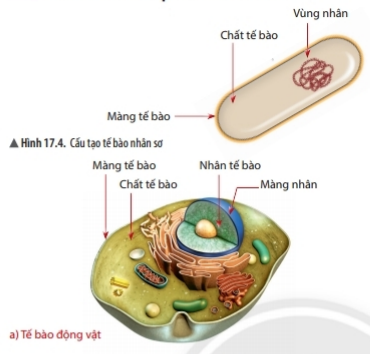 Vùng nhân
Chất tế bào
Màng tế bào
▲ Hình 17.4. Cấu tạo tế bào nhân sơ
Màng tế bào
Nhân tế bào
Chất tế bào
Màng nhân
a) Tế bào động vật